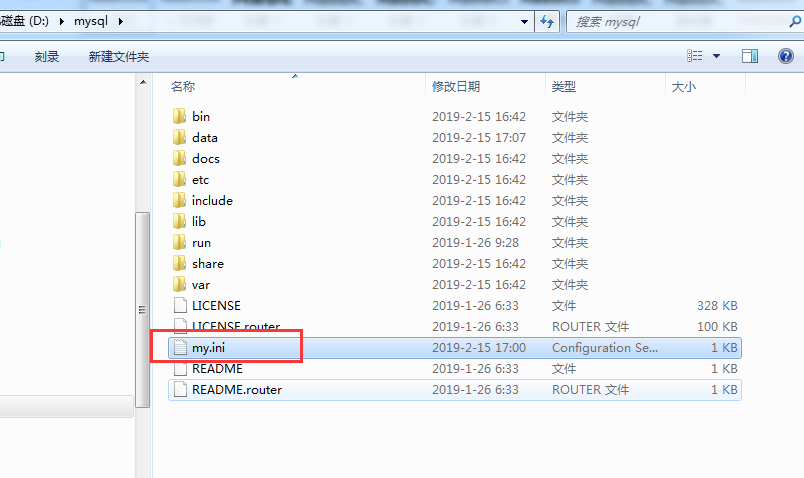 磁盘 (D:) mysql 搜索 mysql
刻录 新建文件夹
名称 修改日期 类型 大小
bin 2019-2-15 16:42 文件夹
data 2019-2-15 17:07 文件夹
docs 2019-2-15 16:42 文件夹
etc 2019-2-15 16:42 文件夹
include 2019-2-15 16:42 文件夹
lib 2019-2-15 16:42 文件夹
run 2019-1-26 9:28 文件夹
share 2019-2-15 16:42 文件夹
var 2019-2-15 16:42 文件夹
LICENSE 2019-1-26 6:33 文件 328 KB
LICENSE.router 2019-1-26 6:33 ROUTER 文件 100 KB
my.ini 2019-2-15 17:00 Configuration Se... 1 KB
README 2019-1-26 6:33 文件 1 KB
README.router 2019-1-26 6:33 ROUTER 文件 1 KB